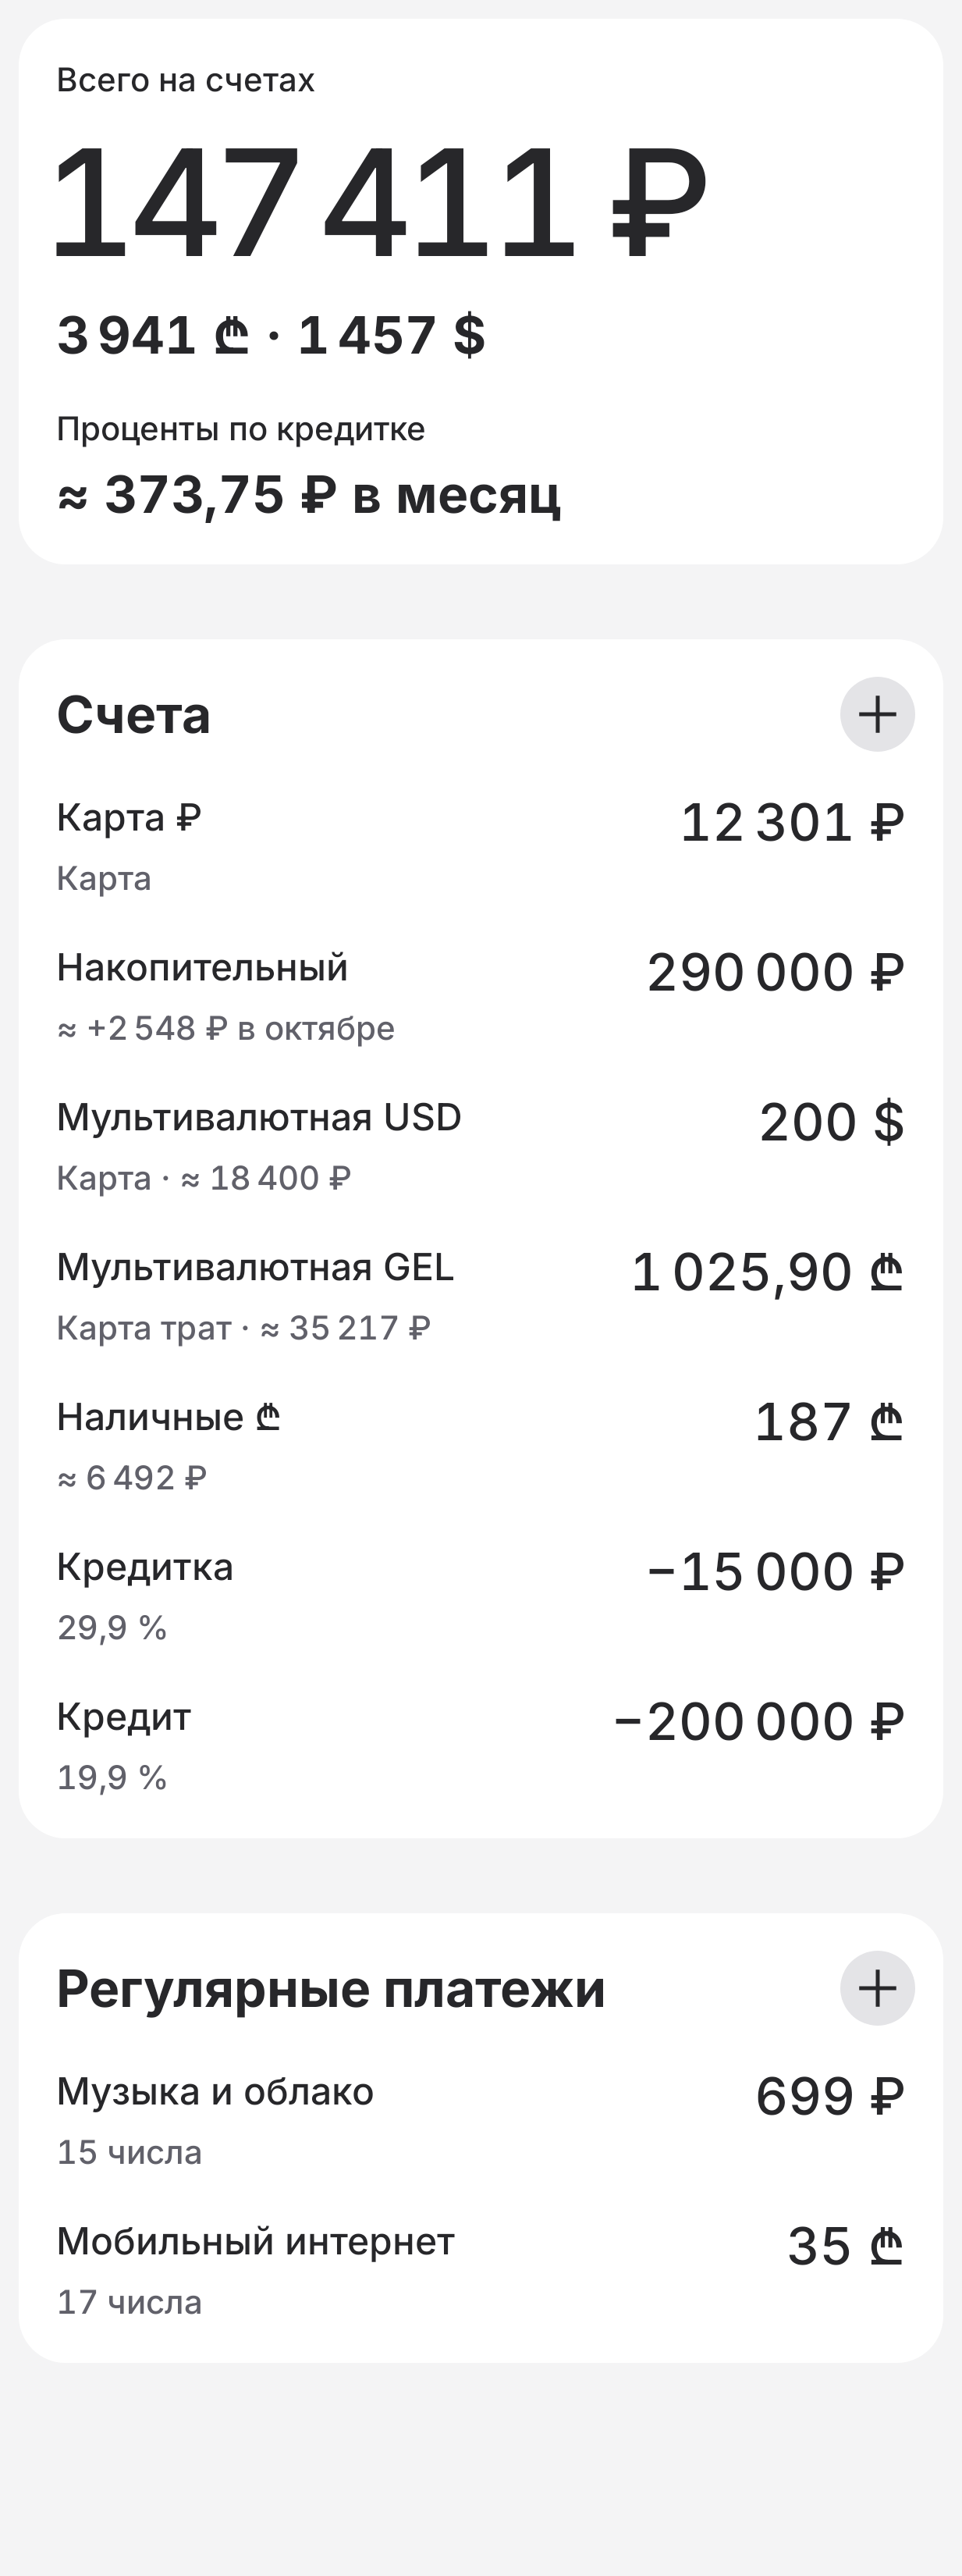 Всего на счетах
147 411 ₽
3 941 ₾ · 1 457 $
Проценты по кредитке
≈ 373,75 ₽ в месяц
Счета
Карта ₽ 12 301 ₽
Карта
Накопительный 290 000 ₽
≈ +2 548 ₽ в октябре
Мультивалютная USD 200 $
Карта · ≈ 18 400 ₽
Мультивалютная GEL 1 025,90 ₾
Карта трат · ≈ 35 217 ₽
Наличные ₾ 187 ₾
≈ 6 492 ₽
Кредитка −15 000 ₽
29,9 %
Кредит −200 000 ₽
19,9 %
Регулярные платежи
Музыка и облако 699 ₽
15 числа
Мобильный интернет 35 ₾
17 числа